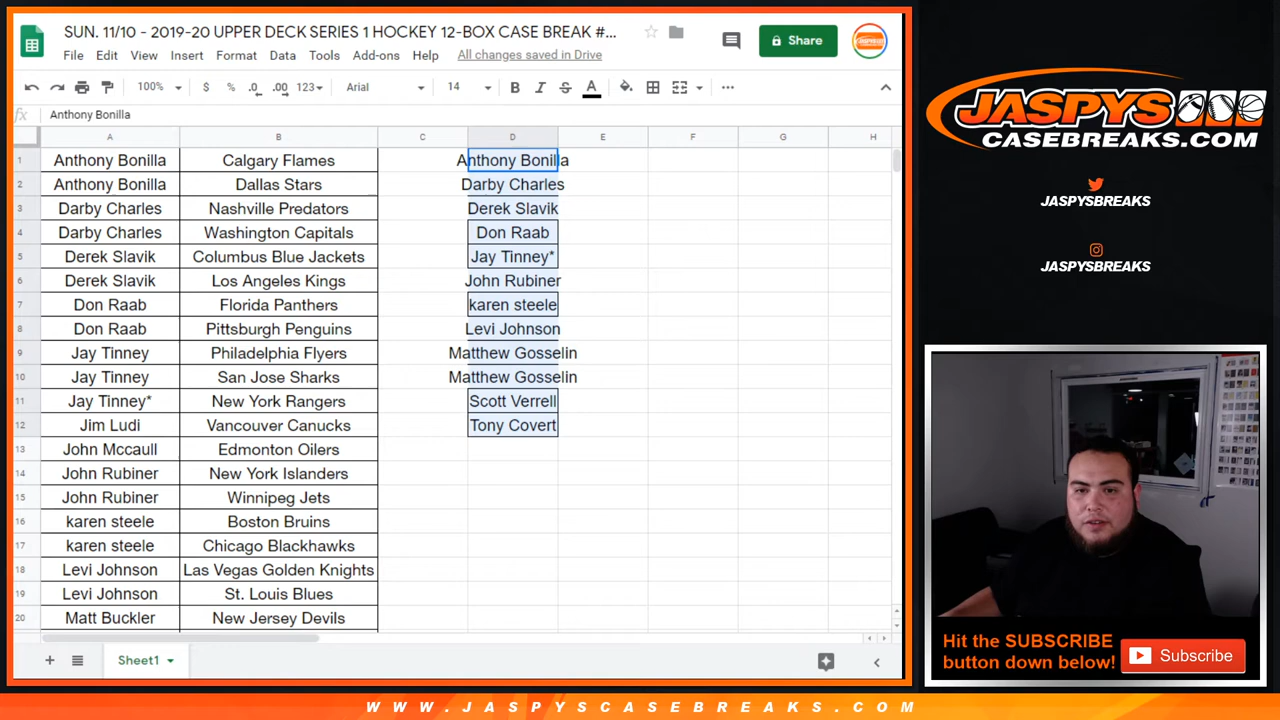 SUN. 11/10 - 2019-20 UPPER DECK SERIES 1 HOCKEY 12-BOX CASE BREAK #...
File Edit View Insert Format Data Tools Add-ons Help All changes saved in Drive
Share
100% $ % .0 .00 123 Arial 14 B I S A
fx Anthony Bonilla
A B C D E F G H
1 Anthony Bonilla Calgary Flames Anthony Bonilla
2 Anthony Bonilla Dallas Stars Darby Charles
3 Darby Charles Nashville Predators Derek Slavik
4 Darby Charles Washington Capitals Don Raab
5 Derek Slavik Columbus Blue Jackets Jay Tinney*
6 Derek Slavik Los Angeles Kings John Rubiner
7 Don Raab Florida Panthers karen steele
8 Don Raab Pittsburgh Penguins Levi Johnson
9 Jay Tinney Philadelphia Flyers Matthew Gosselin
10 Jay Tinney San Jose Sharks Matthew Gosselin
11 Jay Tinney* New York Rangers Scott Verrell
12 Jim Ludi Vancouver Canucks Tony Covert
13 John Mccaull Edmonton Oilers
14 John Rubiner New York Islanders
15 John Rubiner Winnipeg Jets
16 karen steele Boston Bruins
17 karen steele Chicago Blackhawks
18 Levi Johnson Las Vegas Golden Knights
19 Levi Johnson St. Louis Blues
20 Matt Buckler New Jersey Devils
Sheet1
JASPYS
CASEBREAKS.COM
JASPYSBREAKS
JASPYSBREAKS
Hit the SUBSCRIBE
button down below!
Subscribe
WWW.JASPYSCASEBREAKS.COM